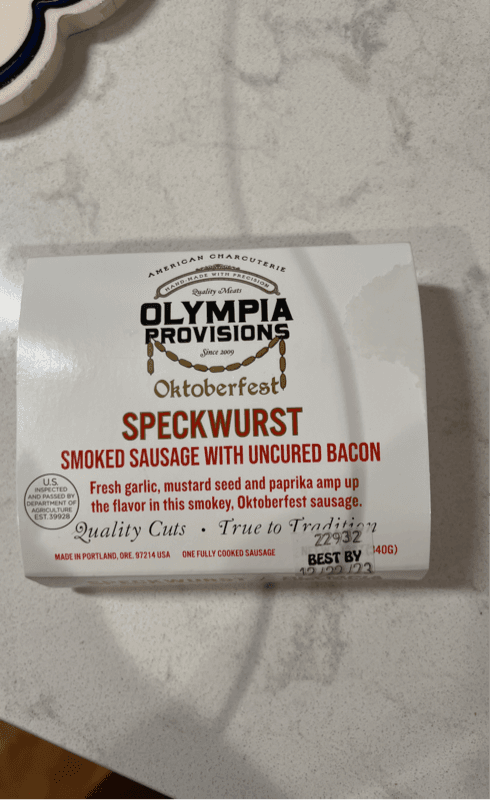 AMERICAN CHARCUTERIE
HAND-MADE WITH PRECISION
Quality Meats
OLYMPIA
PROVISIONS
Since 2009
Oktoberfest
SPECKWURST
SMOKED SAUSAGE WITH UNCURED BACON
Fresh garlic, mustard seed and paprika amp up
the flavor in this smokey, Oktoberfest sausage.
U.S.
INSPECTED
AND PASSED BY
DEPARTMENT OF
AGRICULTURE
EST. 39928
Quality Cuts • True to Tradition
MADE IN PORTLAND, ORE. 97214 USA ONE FULLY COOKED SAUSAGE
340G)
22932
BEST BY